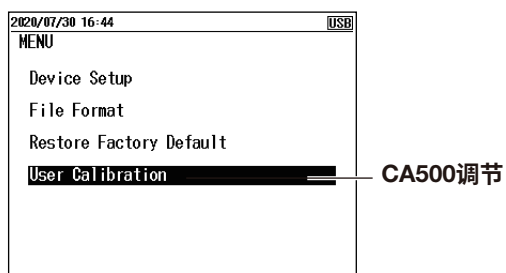 2020/07/30 16:44 USB
MENU
Device Setup
File Format
Restore Factory Default
User Calibration CA500调节